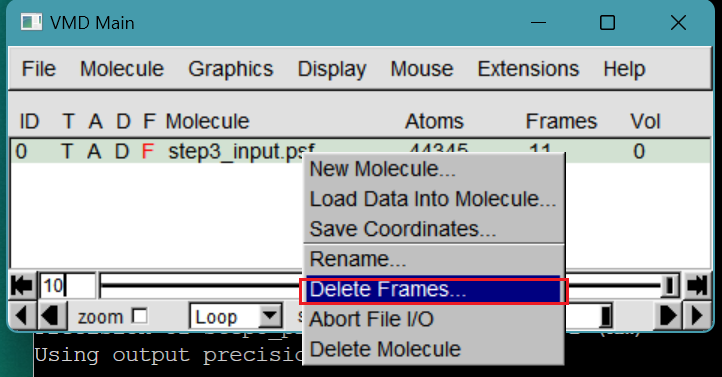 VMD Main
File Molecule Graphics Display Mouse Extensions Help
ID T A D F Molecule Atoms Frames Vol
0 T A D F step3_input.psf 44345 11 0
New Molecule...
Load Data Into Molecule...
Save Coordinates...
Rename...
Delete Frames...
Abort File I/O
Delete Molecule
10
zoom Loop
Using output precisio